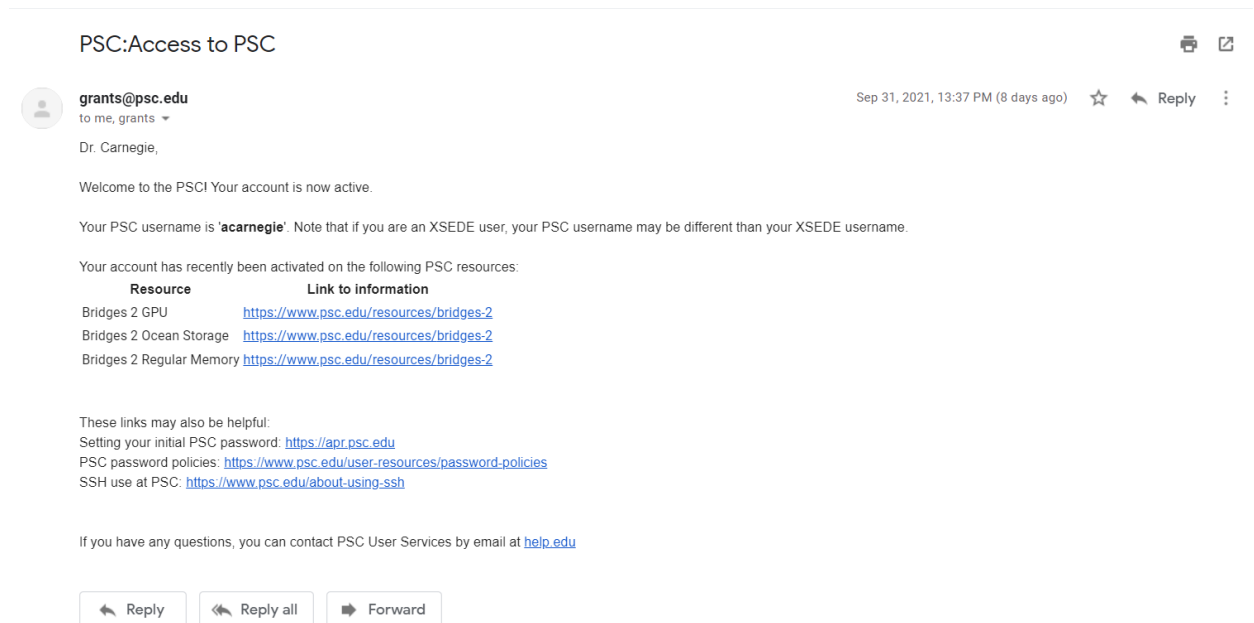 PSC:Access to PSC
grants@psc.edu
Sep 31, 2021, 13:37 PM (8 days ago)
Reply
to me, grants
Dr. Carnegie,
Welcome to the PSC! Your account is now active.
Your PSC username is 'acarnegie'. Note that if you are an XSEDE user, your PSC username may be different than your XSEDE username.
Your account has recently been activated on the following PSC resources:
Resource Link to information
Bridges 2 GPU https://www.psc.edu/resources/bridges-2
Bridges 2 Ocean Storage https://www.psc.edu/resources/bridges-2
Bridges 2 Regular Memory https://www.psc.edu/resources/bridges-2
These links may also be helpful:
Setting your initial PSC password: https://apr.psc.edu
PSC password policies: https://www.psc.edu/user-resources/password-policies
SSH use at PSC: https://www.psc.edu/about-using-ssh
If you have any questions, you can contact PSC User Services by email at help.edu
Reply Reply all Forward